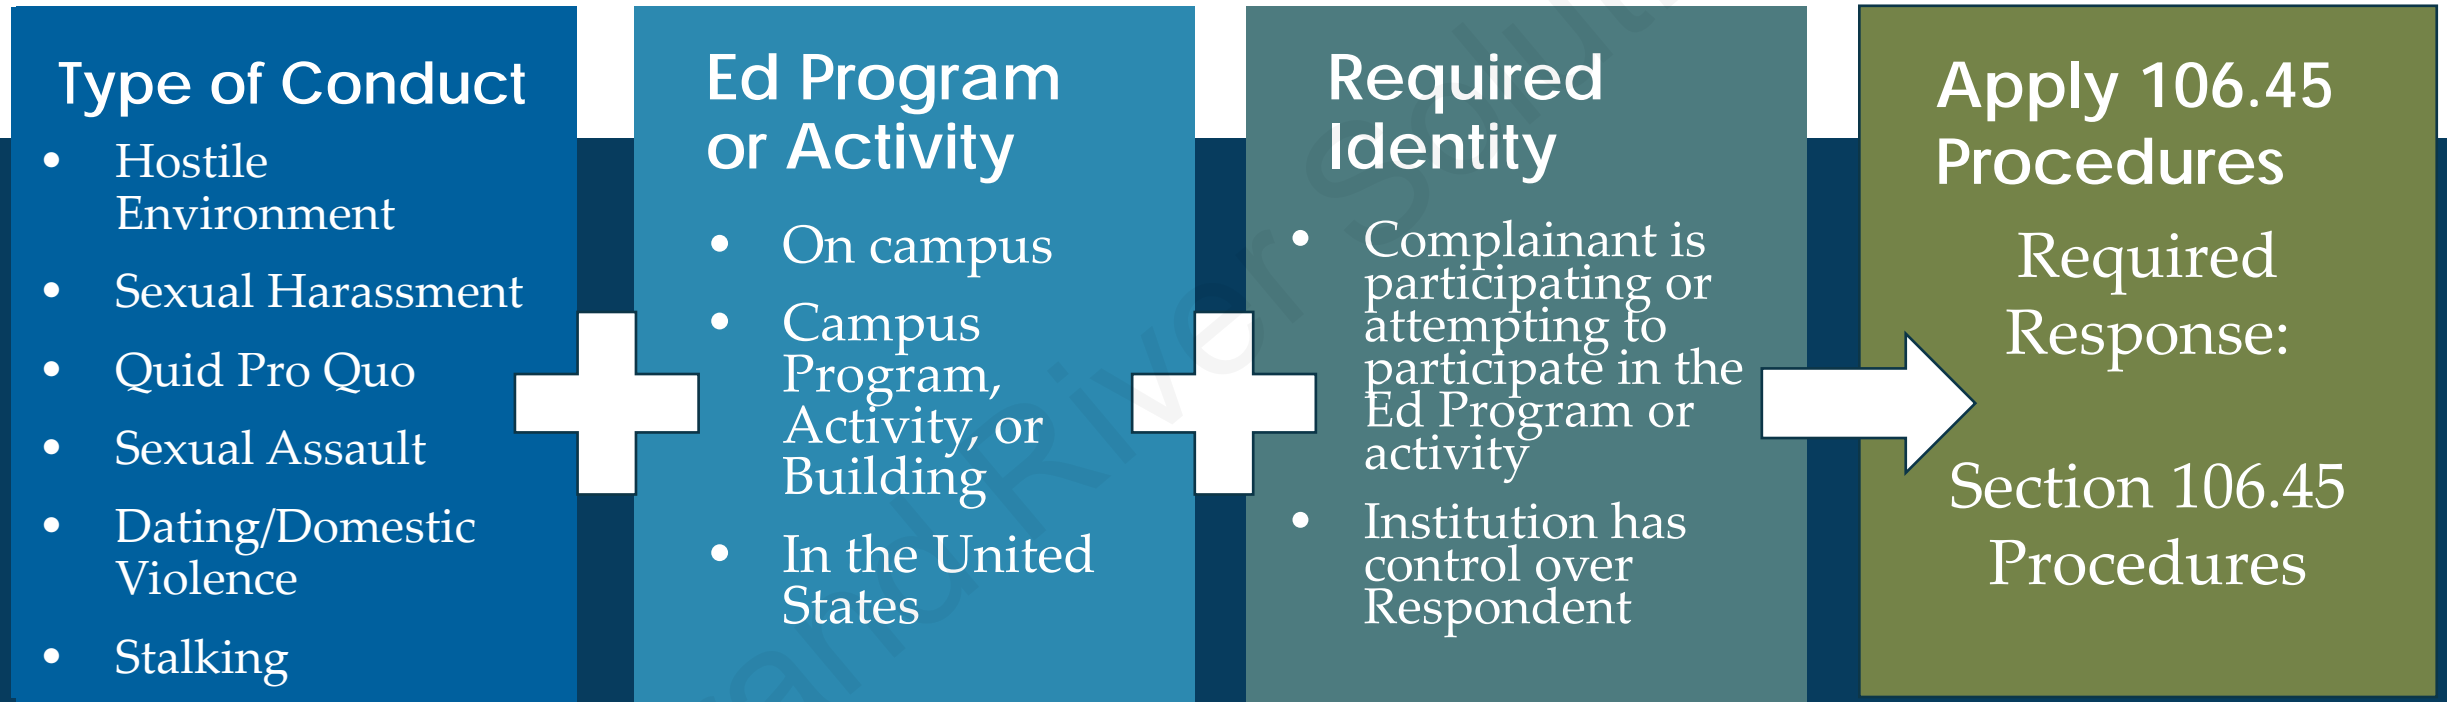 Type of Conduct
• Hostile
Environment
• Sexual Harassment
• Quid Pro Quo
• Sexual Assault
• Dating/Domestic
Violence
• Stalking
Ed Program
or Activity
• On campus
• Campus
Program,
Activity, or
Building
• In the United
States
Required
Identity
• Complainant is
participating or
attempting to
participate in the
Ed Program or
activity
• Institution has
control over
Respondent
Apply 106.45
Procedures
Required
Response:
Section 106.45
Procedures